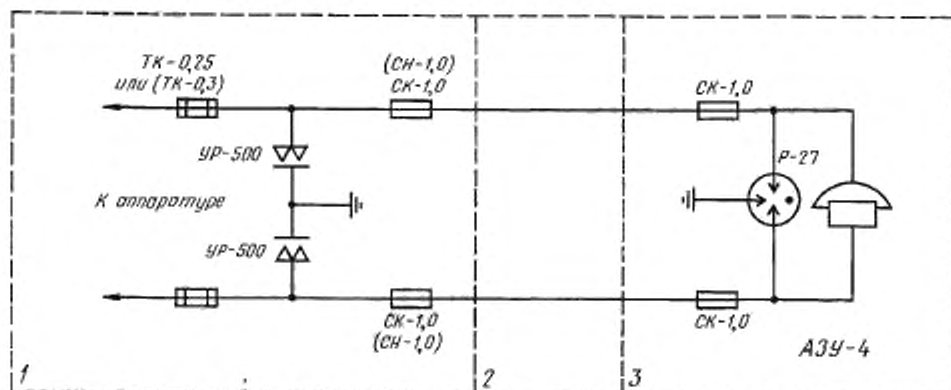 ТК-0,25
или (ТК-0,3)
(СН-1,0)
СК-1,0
СК-1,0
УР-500
Р-27
К аппаратуре
УР-500
СК-1,0
(СН-1,0)
СК-1,0
АЗУ-4
1
2
3